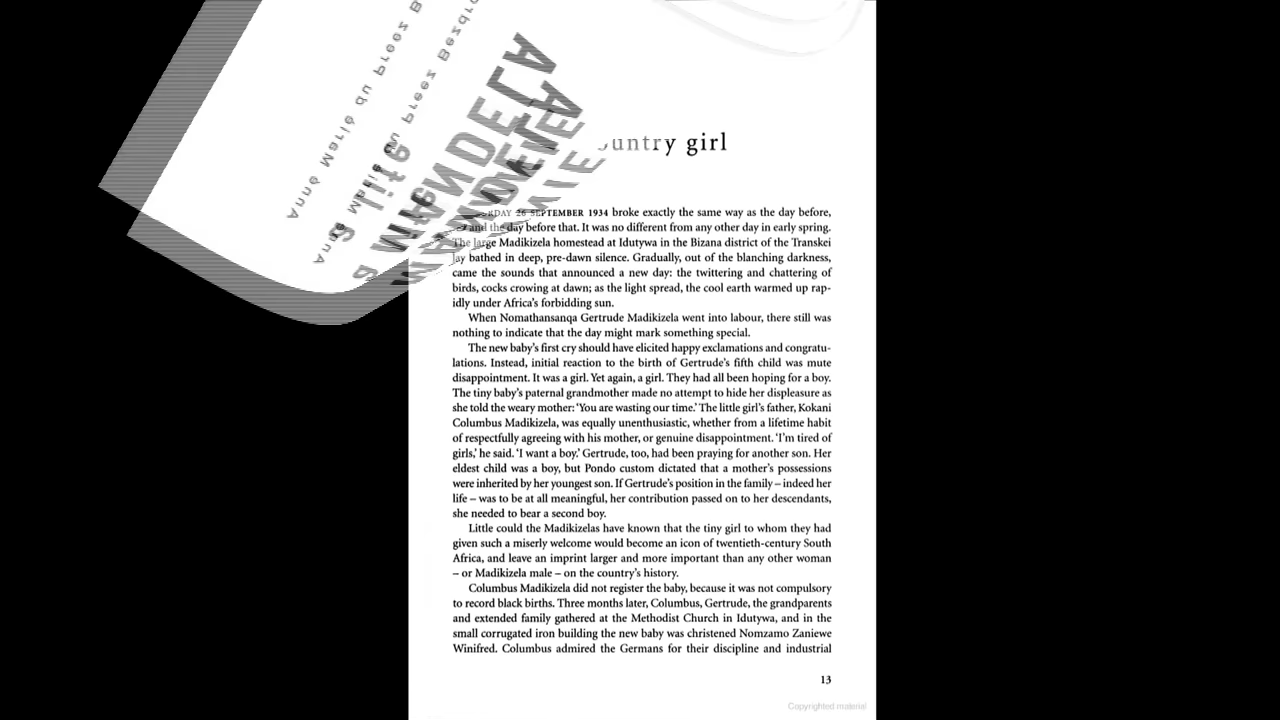 ountry girl
RDAY 26 SEPTEMBER 1934 broke exactly the same way as the day before,
and the day before that. It was no different from any other day in early spring.
The large Madikizela homestead at Idutywa in the Bizana district of the Transkei
lay bathed in deep, pre-dawn silence. Gradually, out of the blanching darkness,
came the sounds that announced a new day: the twittering and chattering of
birds, cocks crowing at dawn; as the light spread, the cool earth warmed up rap-
idly under Africa's forbidding sun.
When Nomathansanqa Gertrude Madikizela went into labour, there still was
nothing to indicate that the day might mark something special.
The new baby's first cry should have elicited happy exclamations and congratu-
lations. Instead, initial reaction to the birth of Gertrude's fifth child was mute
disappointment. It was a girl. Yet again, a girl. They had all been hoping for a boy.
The tiny baby's paternal grandmother made no attempt to hide her displeasure as
she told the weary mother: ‘You are wasting our time.’ The little girl's father, Kokani
Columbus Madikizela, was equally unenthusiastic, whether from a lifetime habit
of respectfully agreeing with his mother, or genuine disappointment. ‘I'm tired of
girls,’ he said. ‘I want a boy.’ Gertrude, too, had been praying for another son. Her
eldest child was a boy, but Pondo custom dictated that a mother's possessions
were inherited by her youngest son. If Gertrude's position in the family – indeed her
life – was to be at all meaningful, her contribution passed on to her descendants,
she needed to bear a second boy.
Little could the Madikizelas have known that the tiny girl to whom they had
given such a miserly welcome would become an icon of twentieth-century South
Africa, and leave an imprint larger and more important than any other woman
– or Madikizela male – on the country's history.
Columbus Madikizela did not register the baby, because it was not compulsory
to record black births. Three months later, Columbus, Gertrude, the grandparents
and extended family gathered at the Methodist Church in Idutywa, and in the
small corrugated iron building the new baby was christened Nomzamo Zaniewe
Winifred. Columbus admired the Germans for their discipline and industrial
13
Copyrighted material